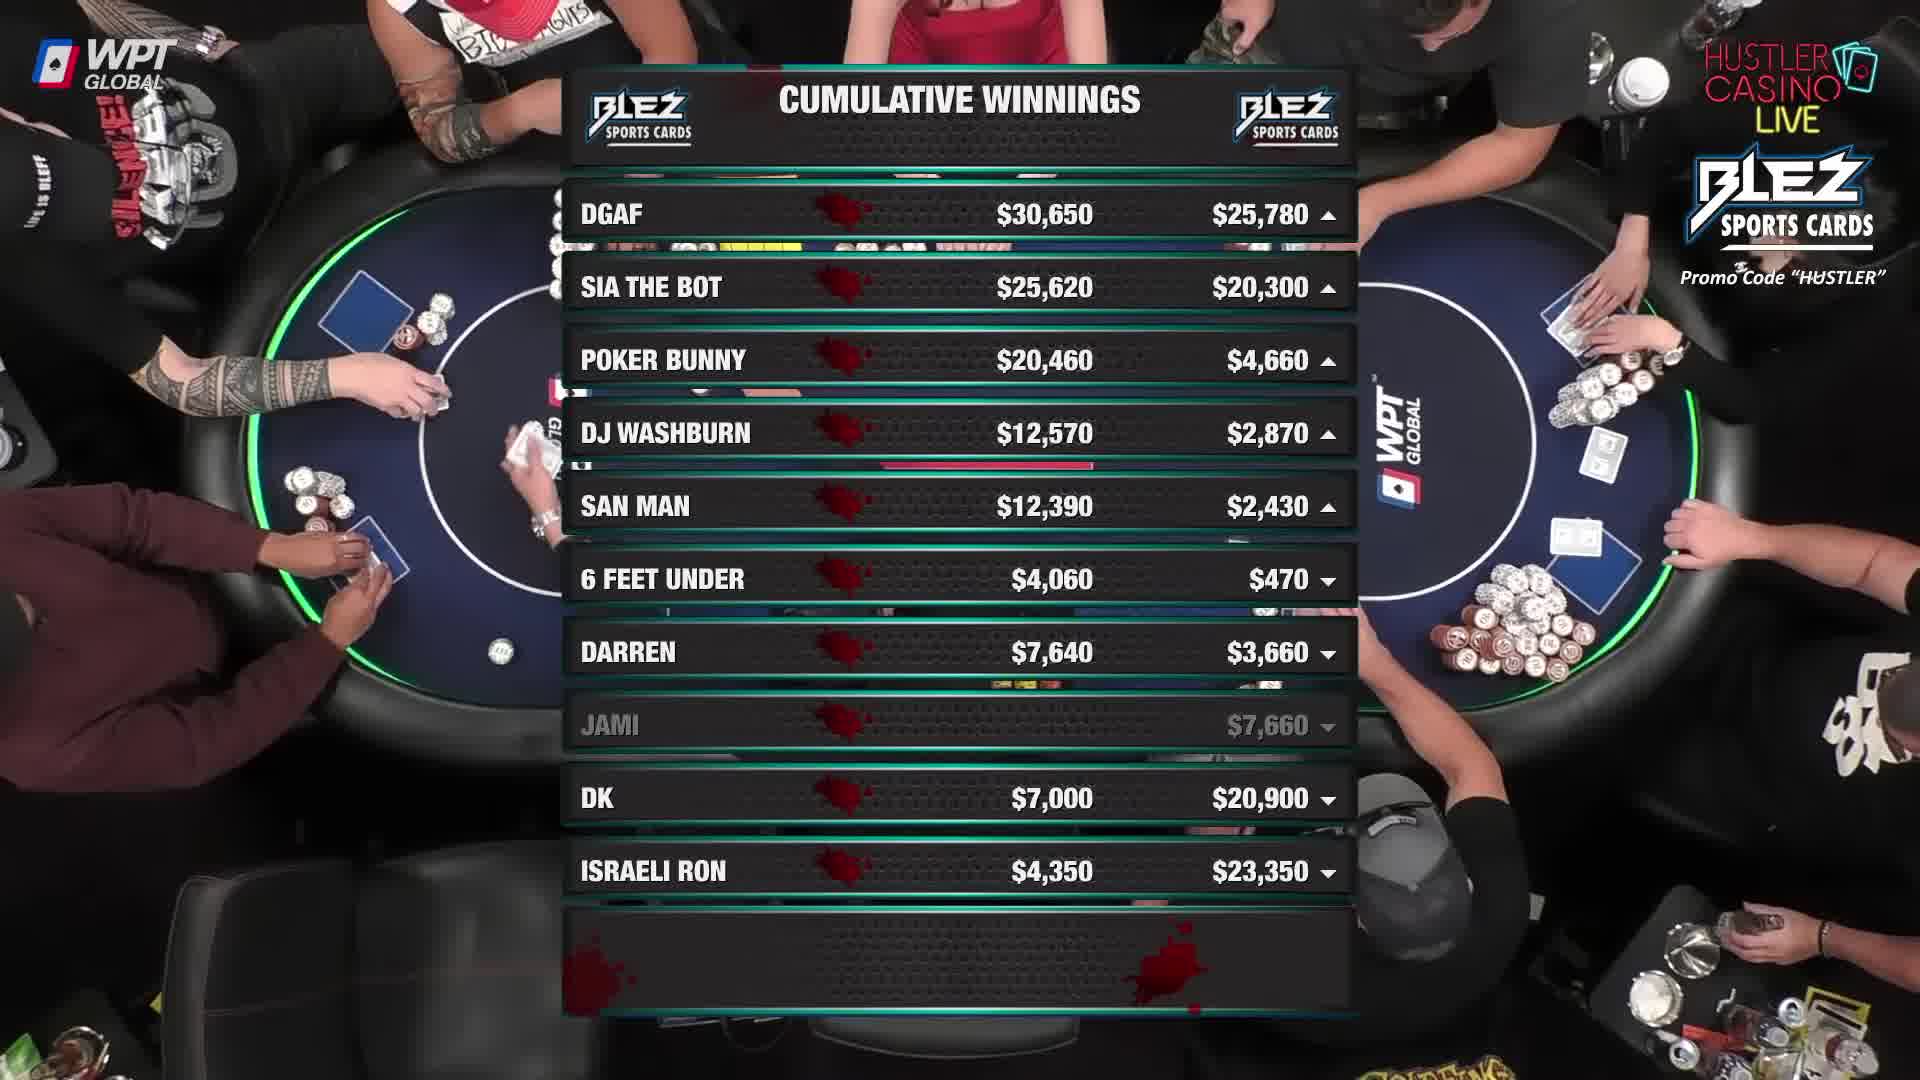 WPT
GLOBAL
HUSTLER
CASINO
LIVE
BLEZ
SPORTS CARDS
Promo Code “HUSTLER”
BLEZ
SPORTS CARDS
CUMULATIVE WINNINGS
BLEZ
SPORTS CARDS
DGAF $30,650 $25,780
SIA THE BOT $25,620 $20,300
POKER BUNNY $20,460 $4,660
DJ WASHBURN $12,570 $2,870
SAN MAN $12,390 $2,430
6 FEET UNDER $4,060 $470
DARREN $7,640 $3,660
JAMI $7,660
DK $7,000 $20,900
ISRAELI RON $4,350 $23,350
WPT
GLOBAL
SILENCE!